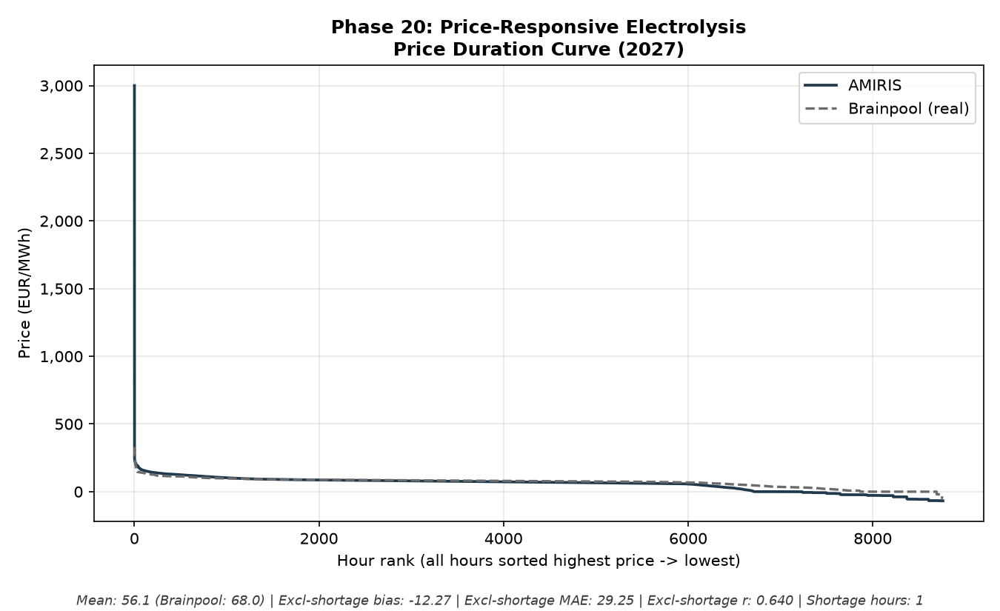 Phase 20: Price-Responsive Electrolysis
Price Duration Curve (2027)
AMIRIS
Brainpool (real)
Price (EUR/MWh)
3,000
2,500
2,000
1,500
1,000
500
0
0 2000 4000 6000 8000
Hour rank (all hours sorted highest price -> lowest)
Mean: 56.1 (Brainpool: 68.0) | Excl-shortage bias: -12.27 | Excl-shortage MAE: 29.25 | Excl-shortage r: 0.640 | Shortage hours: 1